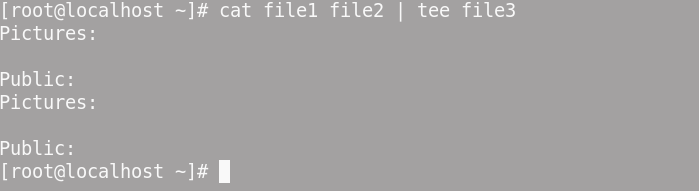 [root@localhost ~]# cat file1 file2 | tee file3
Pictures:

Public:
Pictures:

Public:
[root@localhost ~]#